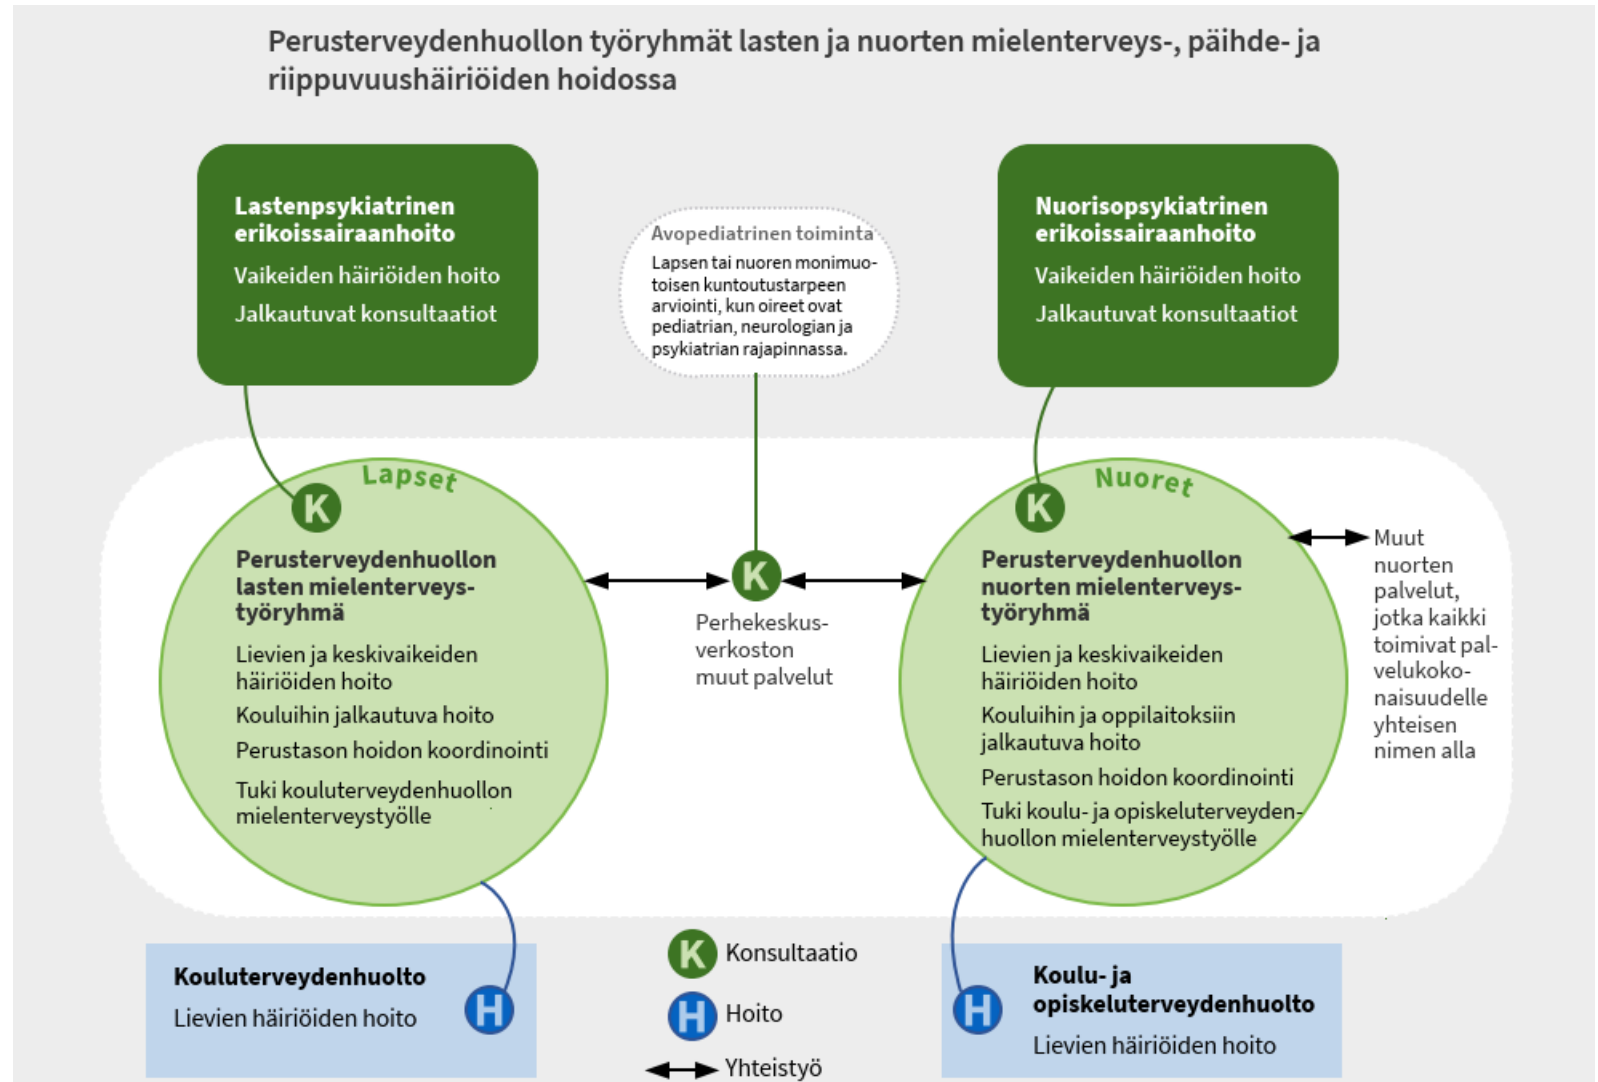 Perusterveydenhuollon työryhmät lasten ja nuorten mielenterveys-, päihde- ja
riippuvuushäiriöiden hoidossa
Lastenpsykiatrinen
erikoissairaanhoito
Vaikeiden häiriöiden hoito
Jalkautuvat konsultaatiot
Avopediatrinen toiminta
Lapsen tai nuoren monimuo-
toisen kuntoutustarpeen
arviointi, kun oireet ovat
pediatrian, neurologian ja
psykiatrian rajapinnassa.
Nuorisopsykiatrinen
erikoissairaanhoito
Vaikeiden häiriöiden hoito
Jalkautuvat konsultaatiot
Lapset
K
Perusterveydenhuollon
lasten mielenterveys-
työryhmä
Lievien ja keskivaikeiden
häiriöiden hoito
Kouluihin jalkautuva hoito
Perustason hoidon koordinointi
Tuki kouluterveydenhuollon
mielenterveystyölle
K
Perhekeskus-
verkoston
muut palvelut
Nuoret
K
Perusterveydenhuollon
nuorten mielenterveys-
työryhmä
Lievien ja keskivaikeiden
häiriöiden hoito
Kouluihin ja oppilaitoksiin
jalkautuva hoito
Perustason hoidon koordinointi
Tuki koulu- ja opiskeluterveyden-
huollon mielenterveystyölle
Muut
nuorten
palvelut,
jotka kaikki
toimivat pal-
velukoko-
naisuudelle
yhteisen
nimen alla
Kouluterveydenhuolto
Lievien häiriöiden hoito
H
K Konsultaatio
H Hoito
Yhteistyö
H
Koulu- ja
opiskeluterveydenhuolto
Lievien häiriöiden hoito